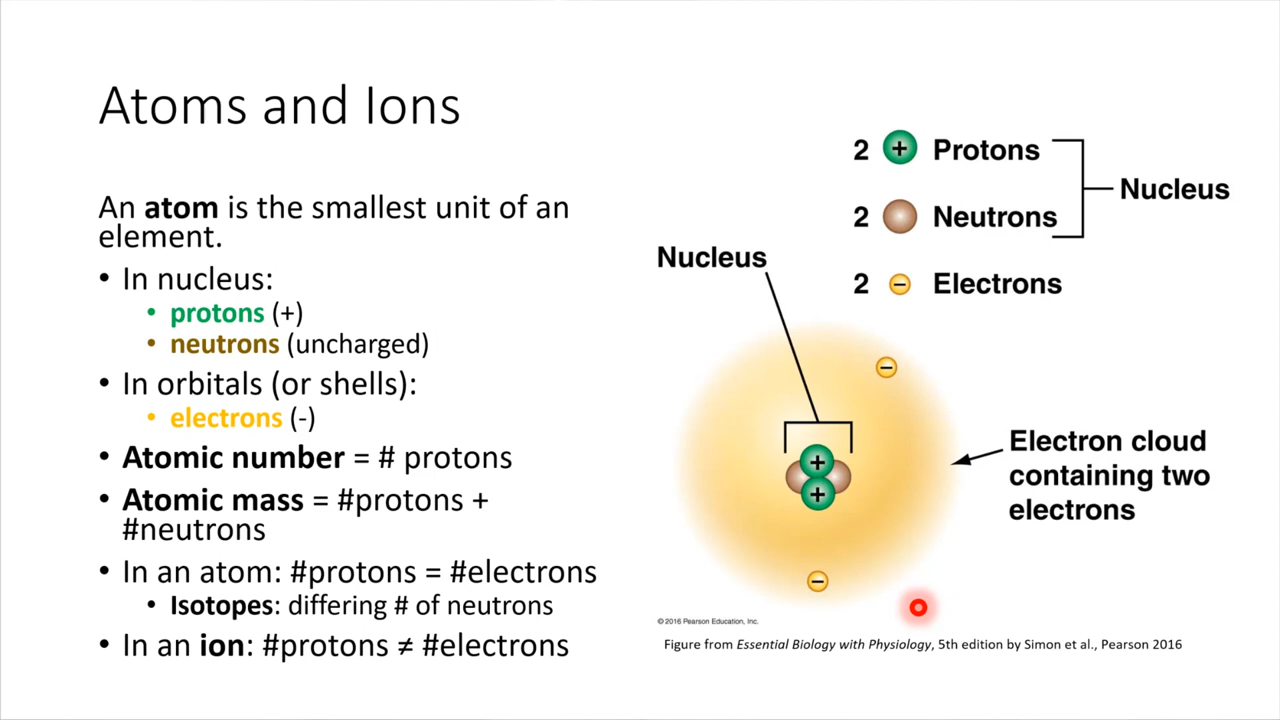 Atoms and Ions
An atom is the smallest unit of an
element.
• In nucleus:
• protons (+)
• neutrons (uncharged)
• In orbitals (or shells):
• electrons (-)
• Atomic number = # protons
• Atomic mass = #protons +
#neutrons
• In an atom: #protons = #electrons
• Isotopes: differing # of neutrons
• In an ion: #protons ≠ #electrons
2 + Protons
2 Neutrons
Nucleus
2 − Electrons
Nucleus
−
+
+
−
Electron cloud
containing two
electrons
© 2016 Pearson Education, Inc.
Figure from Essential Biology with Physiology, 5th edition by Simon et al., Pearson 2016